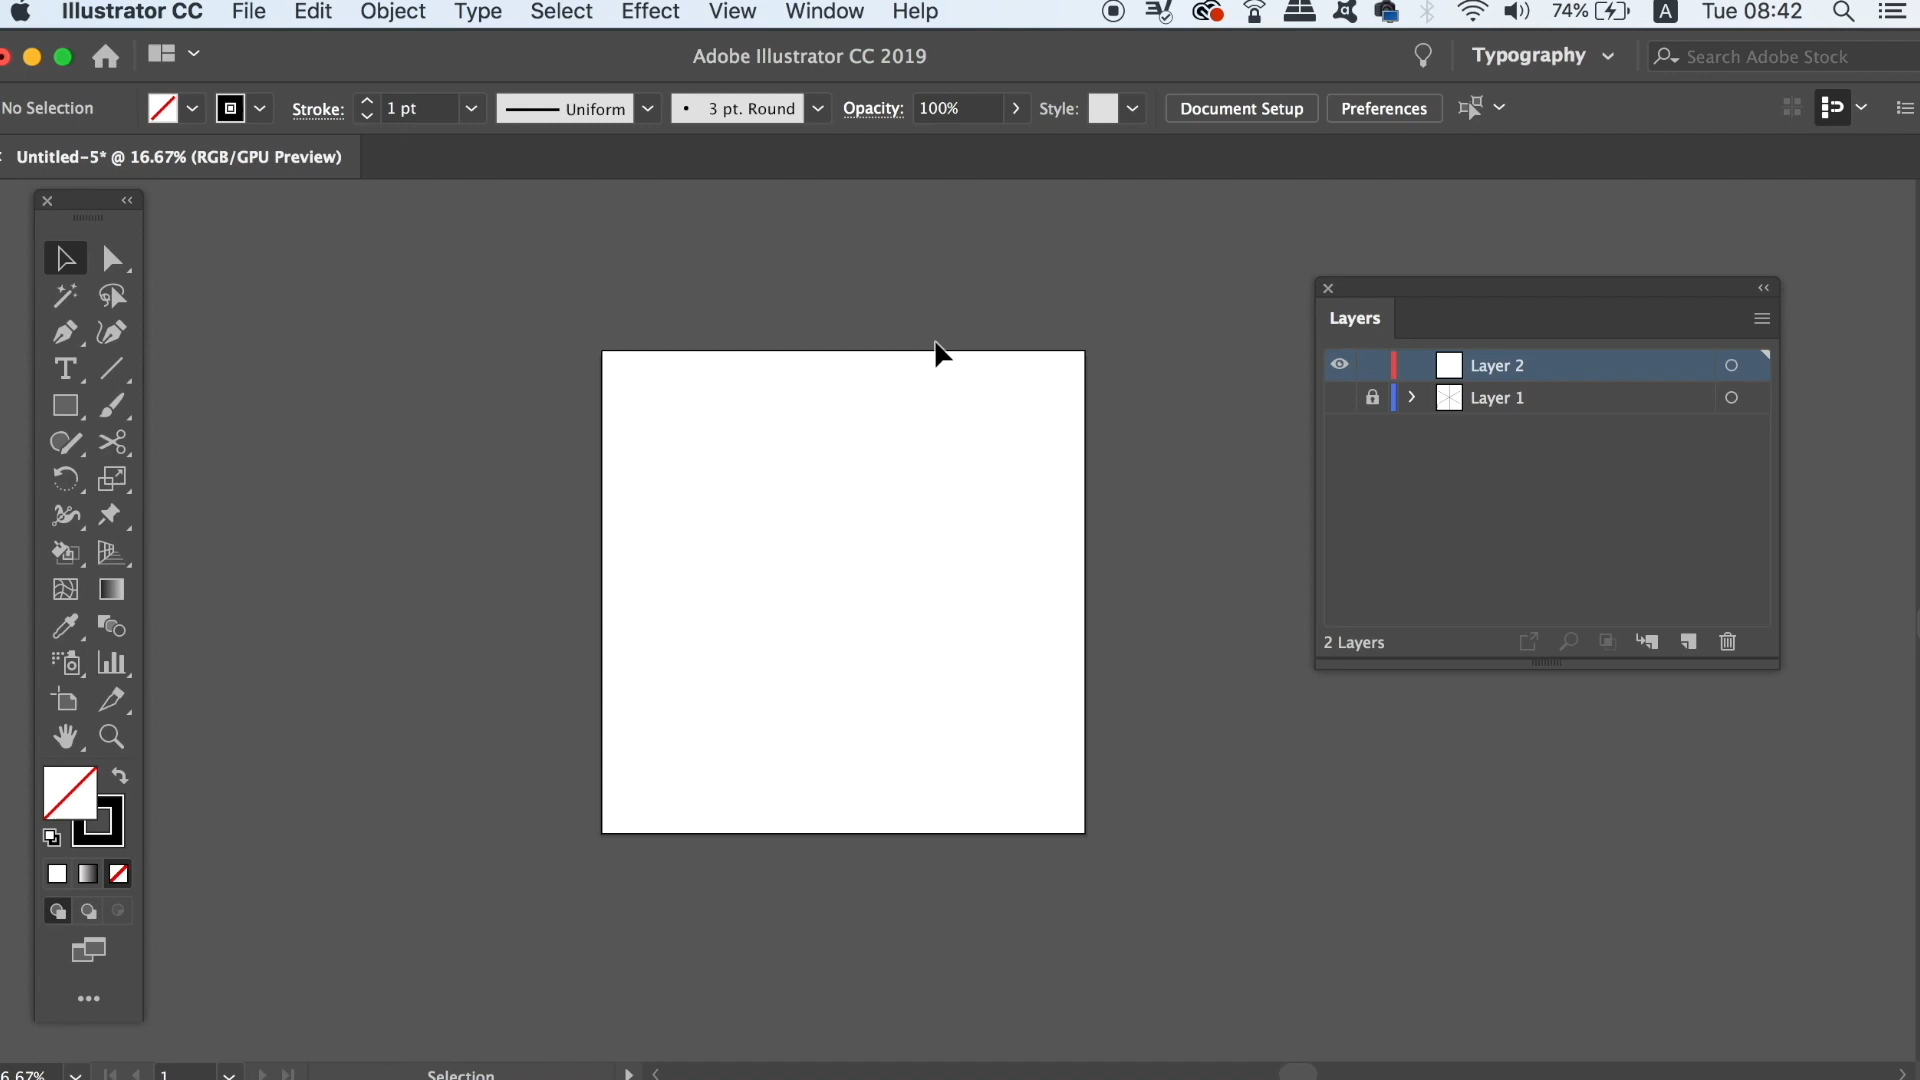 Illustrator CC File Edit Object Type Select Effect View Window Help 74% A Tue 08:42
Adobe Illustrator CC 2019 Typography Search Adobe Stock
No Selection Stroke: 1 pt Uniform 3 pt. Round Opacity: 100% Style: Document Setup Preferences
Untitled-5* @ 16.67% (RGB/GPU Preview)
Layers
Layer 2
Layer 1
2 Layers
6.67% 1 Selection